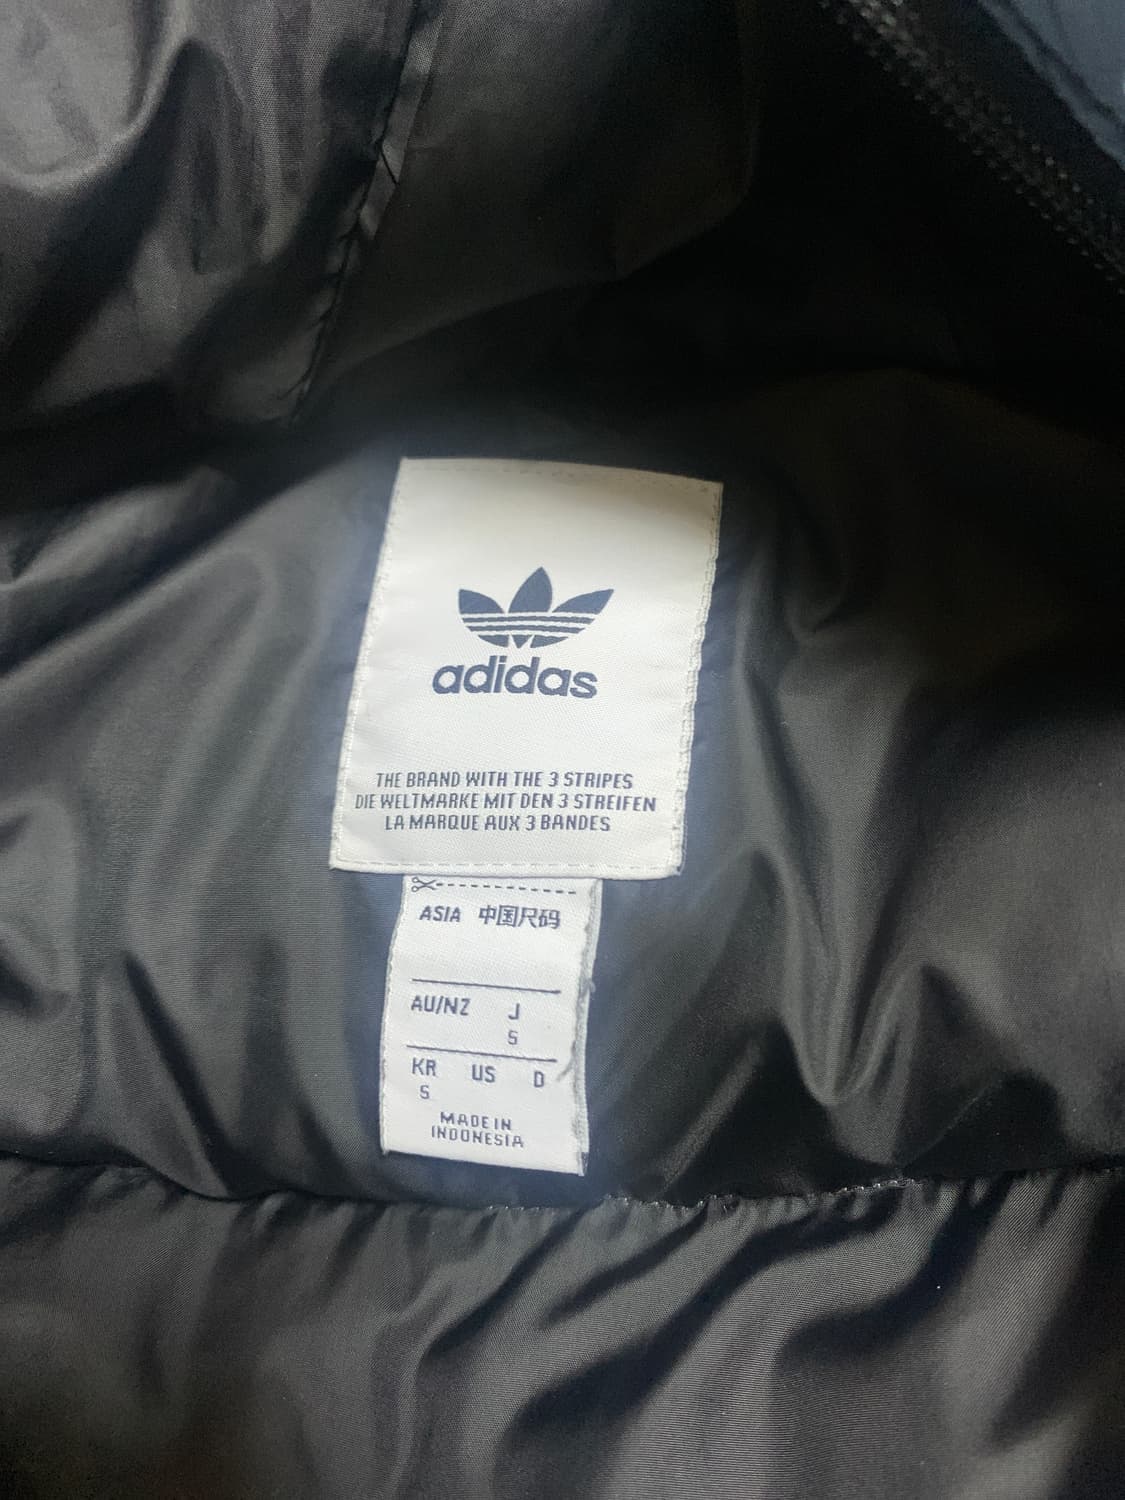 adidas
THE BRAND WITH THE 3 STRIPES
DIE WELTMARKE MIT DEN 3 STREIFEN
LA MARQUE AUX 3 BANDES
ASIA 中国尺码
AU/NZ J
S
KR US D
S
MADE IN
INDONESIA